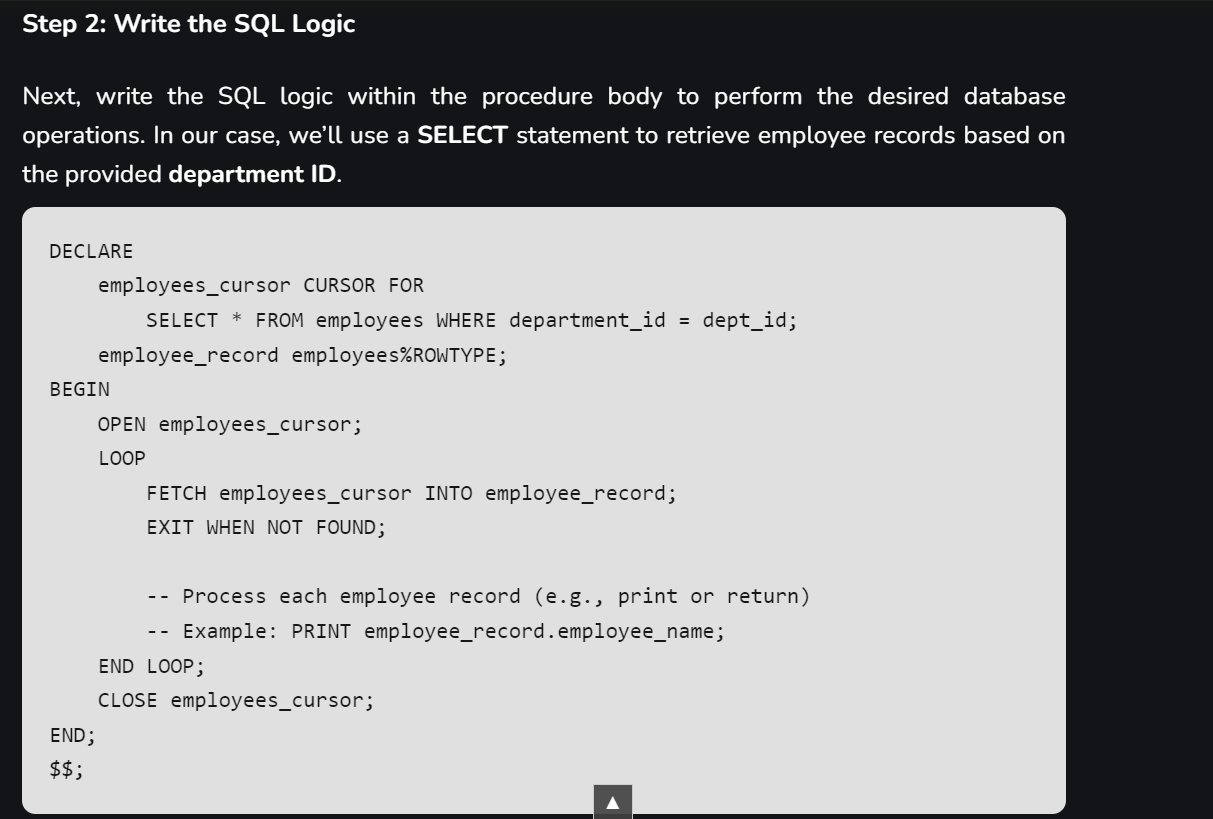 Step 2: Write the SQL Logic
Next, write the SQL logic within the procedure body to perform the desired database
operations. In our case, we’ll use a SELECT statement to retrieve employee records based on
the provided department ID.
DECLARE
    employees_cursor CURSOR FOR
        SELECT * FROM employees WHERE department_id = dept_id;
    employee_record employees%ROWTYPE;
BEGIN
    OPEN employees_cursor;
    LOOP
        FETCH employees_cursor INTO employee_record;
        EXIT WHEN NOT FOUND;
        -- Process each employee record (e.g., print or return)
        -- Example: PRINT employee_record.employee_name;
    END LOOP;
    CLOSE employees_cursor;
END;
$$;